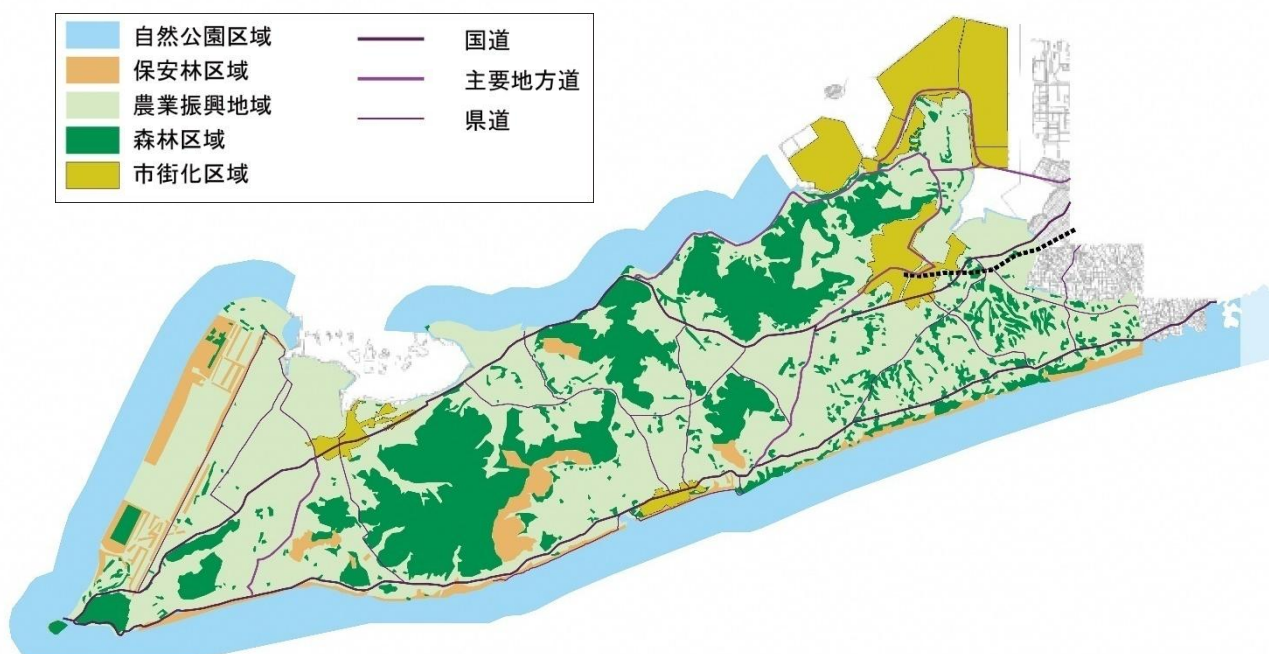 自然公園区域
保安林区域
農業振興地域
森林区域
市街化区域
国道
主要地方道
県道